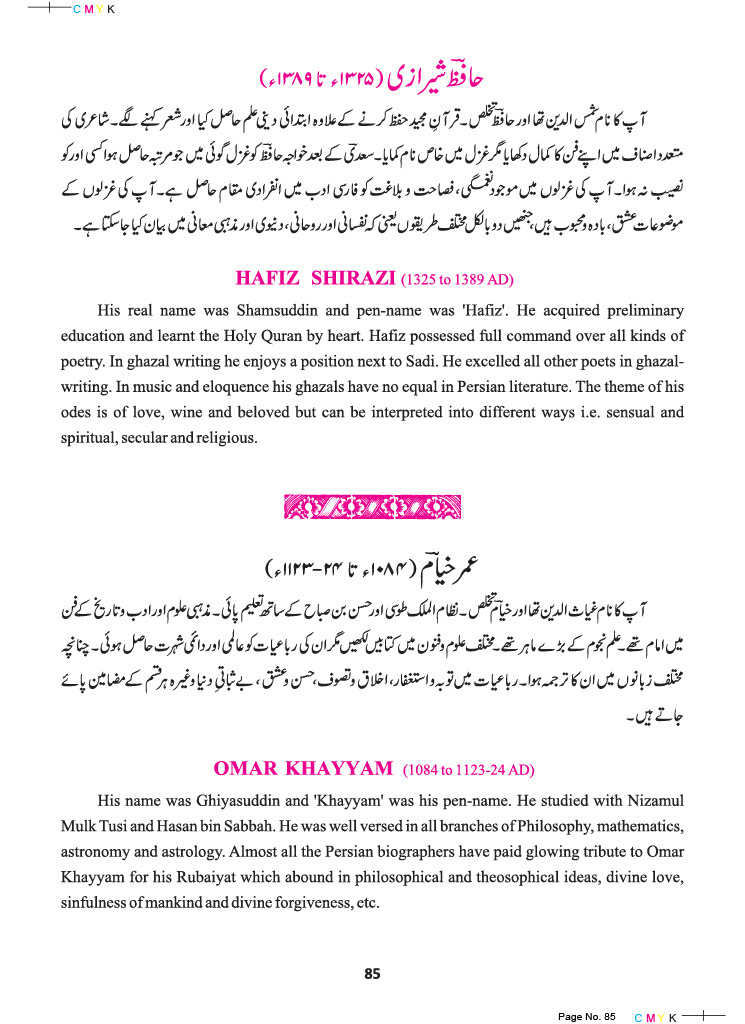 CMYK
حافظؔ شیرازی (۱۳۲۵ء تا ۱۳۸۹ء)
آپ کا نام شمس الدین تھا اور حافظؔ تخلص۔ قرآنِ مجید حفظ کرنے کے علاوہ ابتدائی دینی علم حاصل کیا اور شعر کہنے لگے۔ شاعری کی
متعدد اصناف میں اپنے فن کا کمال دکھایا مگر غزل میں خاص نام کمایا۔ سعدیؔ کے بعد خواجہ حافظؔ کو غزل گوئی میں جو مرتبہ حاصل ہوا کسی اور کو
نصیب نہ ہوا۔ آپ کی غزلوں میں موجود نغمگی، فصاحت و بلاغت کو فارسی ادب میں انفرادی مقام حاصل ہے۔ آپ کی غزلوں کے
موضوعات عشق، بادہ و محبوب ہیں، جنھیں دو بالکل مختلف طریقوں یعنی کہ نفسانی اور روحانی، دنیوی اور مذہبی معانی میں بیان کیا جاسکتا ہے۔
HAFIZ SHIRAZI (1325 to 1389 AD)
His real name was Shamsuddin and pen-name was 'Hafiz'. He acquired preliminary
education and learnt the Holy Quran by heart. Hafiz possessed full command over all kinds of
poetry. In ghazal writing he enjoys a position next to Sadi. He excelled all other poets in ghazal-
writing. In music and eloquence his ghazals have no equal in Persian literature. The theme of his
odes is of love, wine and beloved but can be interpreted into different ways i.e. sensual and
spiritual, secular and religious.
عمر خیامؔ (۱۰۸۴ء تا ۲۴-۱۱۲۳ء)
آپ کا نام غیاث الدین تھا اور خیامؔ تخلص۔ نظام الملک طوسی اور حسن بن صباح کے ساتھ تعلیم پائی۔ مذہبی علوم اور ادب و تاریخ کے فن
میں امام تھے۔ علم نجوم کے بڑے ماہر تھے۔ مختلف علوم و فنون میں کتابیں لکھیں مگر ان کی رباعیات کو عالمی اور دائمی شہرت حاصل ہوئی۔ چنانچہ
مختلف زبانوں میں ان کا ترجمہ ہوا۔ رباعیات میں توبہ و استغفار، اخلاق و تصوف، حسن و عشق، بے ثباتیِ دنیا وغیرہ ہر قسم کے مضامین پائے
جاتے ہیں۔
OMAR KHAYYAM (1084 to 1123-24 AD)
His name was Ghiyasuddin and 'Khayyam' was his pen-name. He studied with Nizamul
Mulk Tusi and Hasan bin Sabbah. He was well versed in all branches of Philosophy, mathematics,
astronomy and astrology. Almost all the Persian biographers have paid glowing tribute to Omar
Khayyam for his Rubaiyat which abound in philosophical and theosophical ideas, divine love,
sinfulness of mankind and divine forgiveness, etc.
85
Page No. 85 CMYK